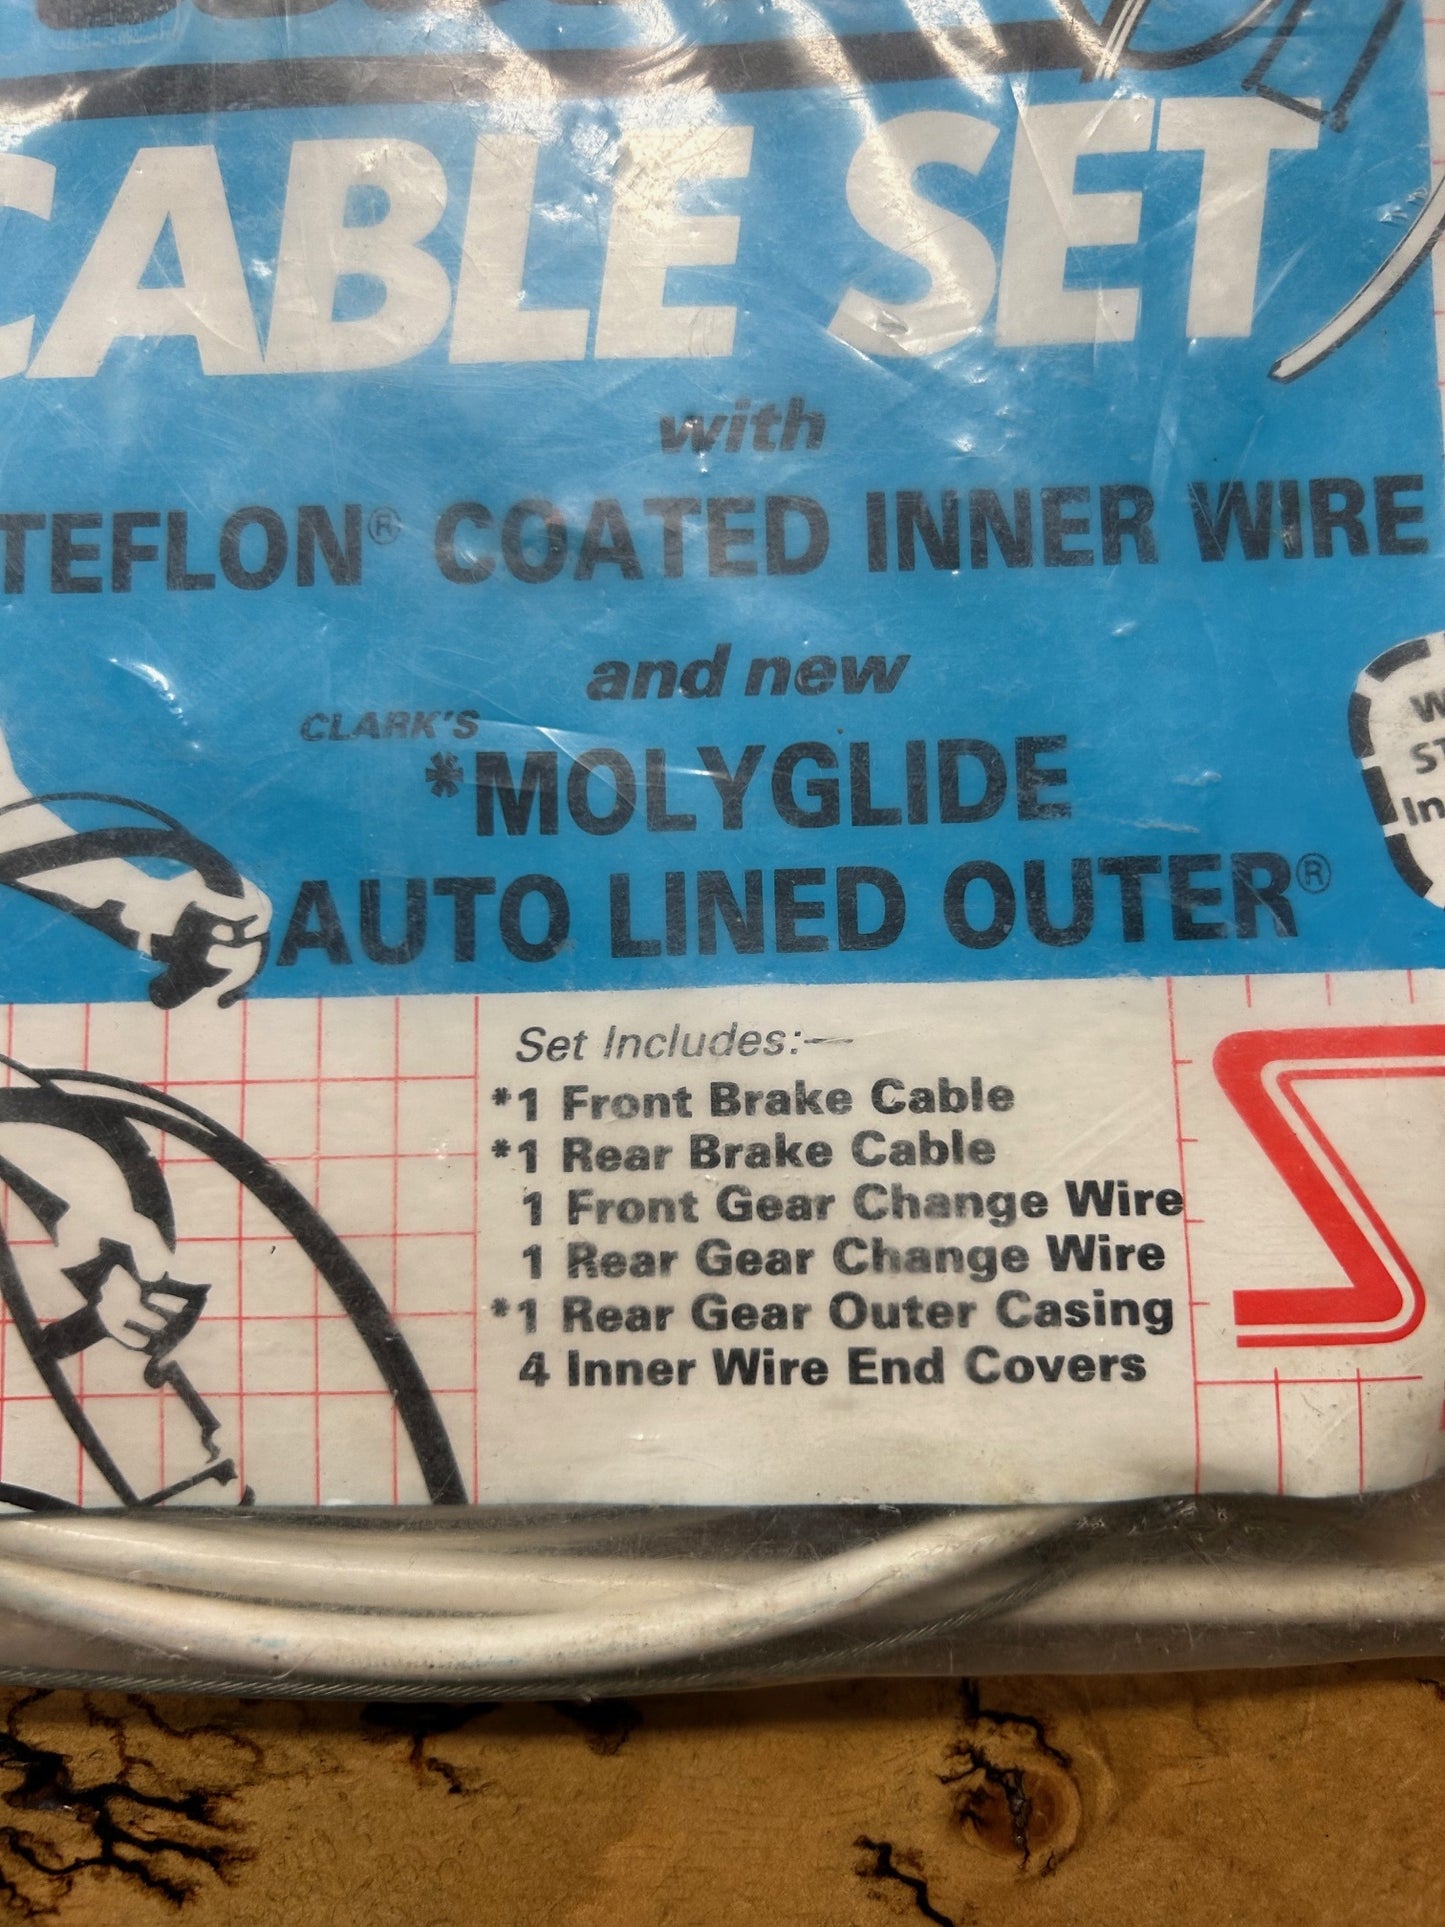 CABLE SET
with
TEFLON® COATED INNER WIRE
and new
CLARK'S
*MOLYGLIDE
AUTO LINED OUTER®
Set Includes:—
*1 Front Brake Cable
*1 Rear Brake Cable
1 Front Gear Change Wire
1 Rear Gear Change Wire
*1 Rear Gear Outer Casing
4 Inner Wire End Covers